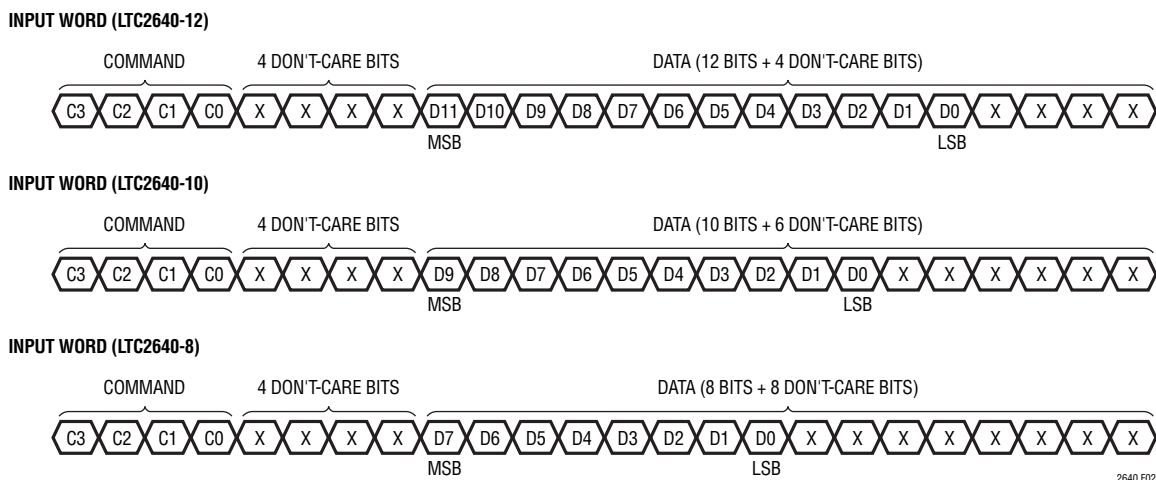 INPUT WORD (LTC2640-12)
COMMAND 4 DON'T-CARE BITS DATA (12 BITS + 4 DON'T-CARE BITS)
C3 C2 C1 C0 X X X X D11 D10 D9 D8 D7 D6 D5 D4 D3 D2 D1 D0 X X X X
MSB LSB
INPUT WORD (LTC2640-10)
COMMAND 4 DON'T-CARE BITS DATA (10 BITS + 6 DON'T-CARE BITS)
C3 C2 C1 C0 X X X X D9 D8 D7 D6 D5 D4 D3 D2 D1 D0 X X X X X X
MSB LSB
INPUT WORD (LTC2640-8)
COMMAND 4 DON'T-CARE BITS DATA (8 BITS + 8 DON'T-CARE BITS)
C3 C2 C1 C0 X X X X D7 D6 D5 D4 D3 D2 D1 D0 X X X X X X X X
MSB LSB
2640 F02